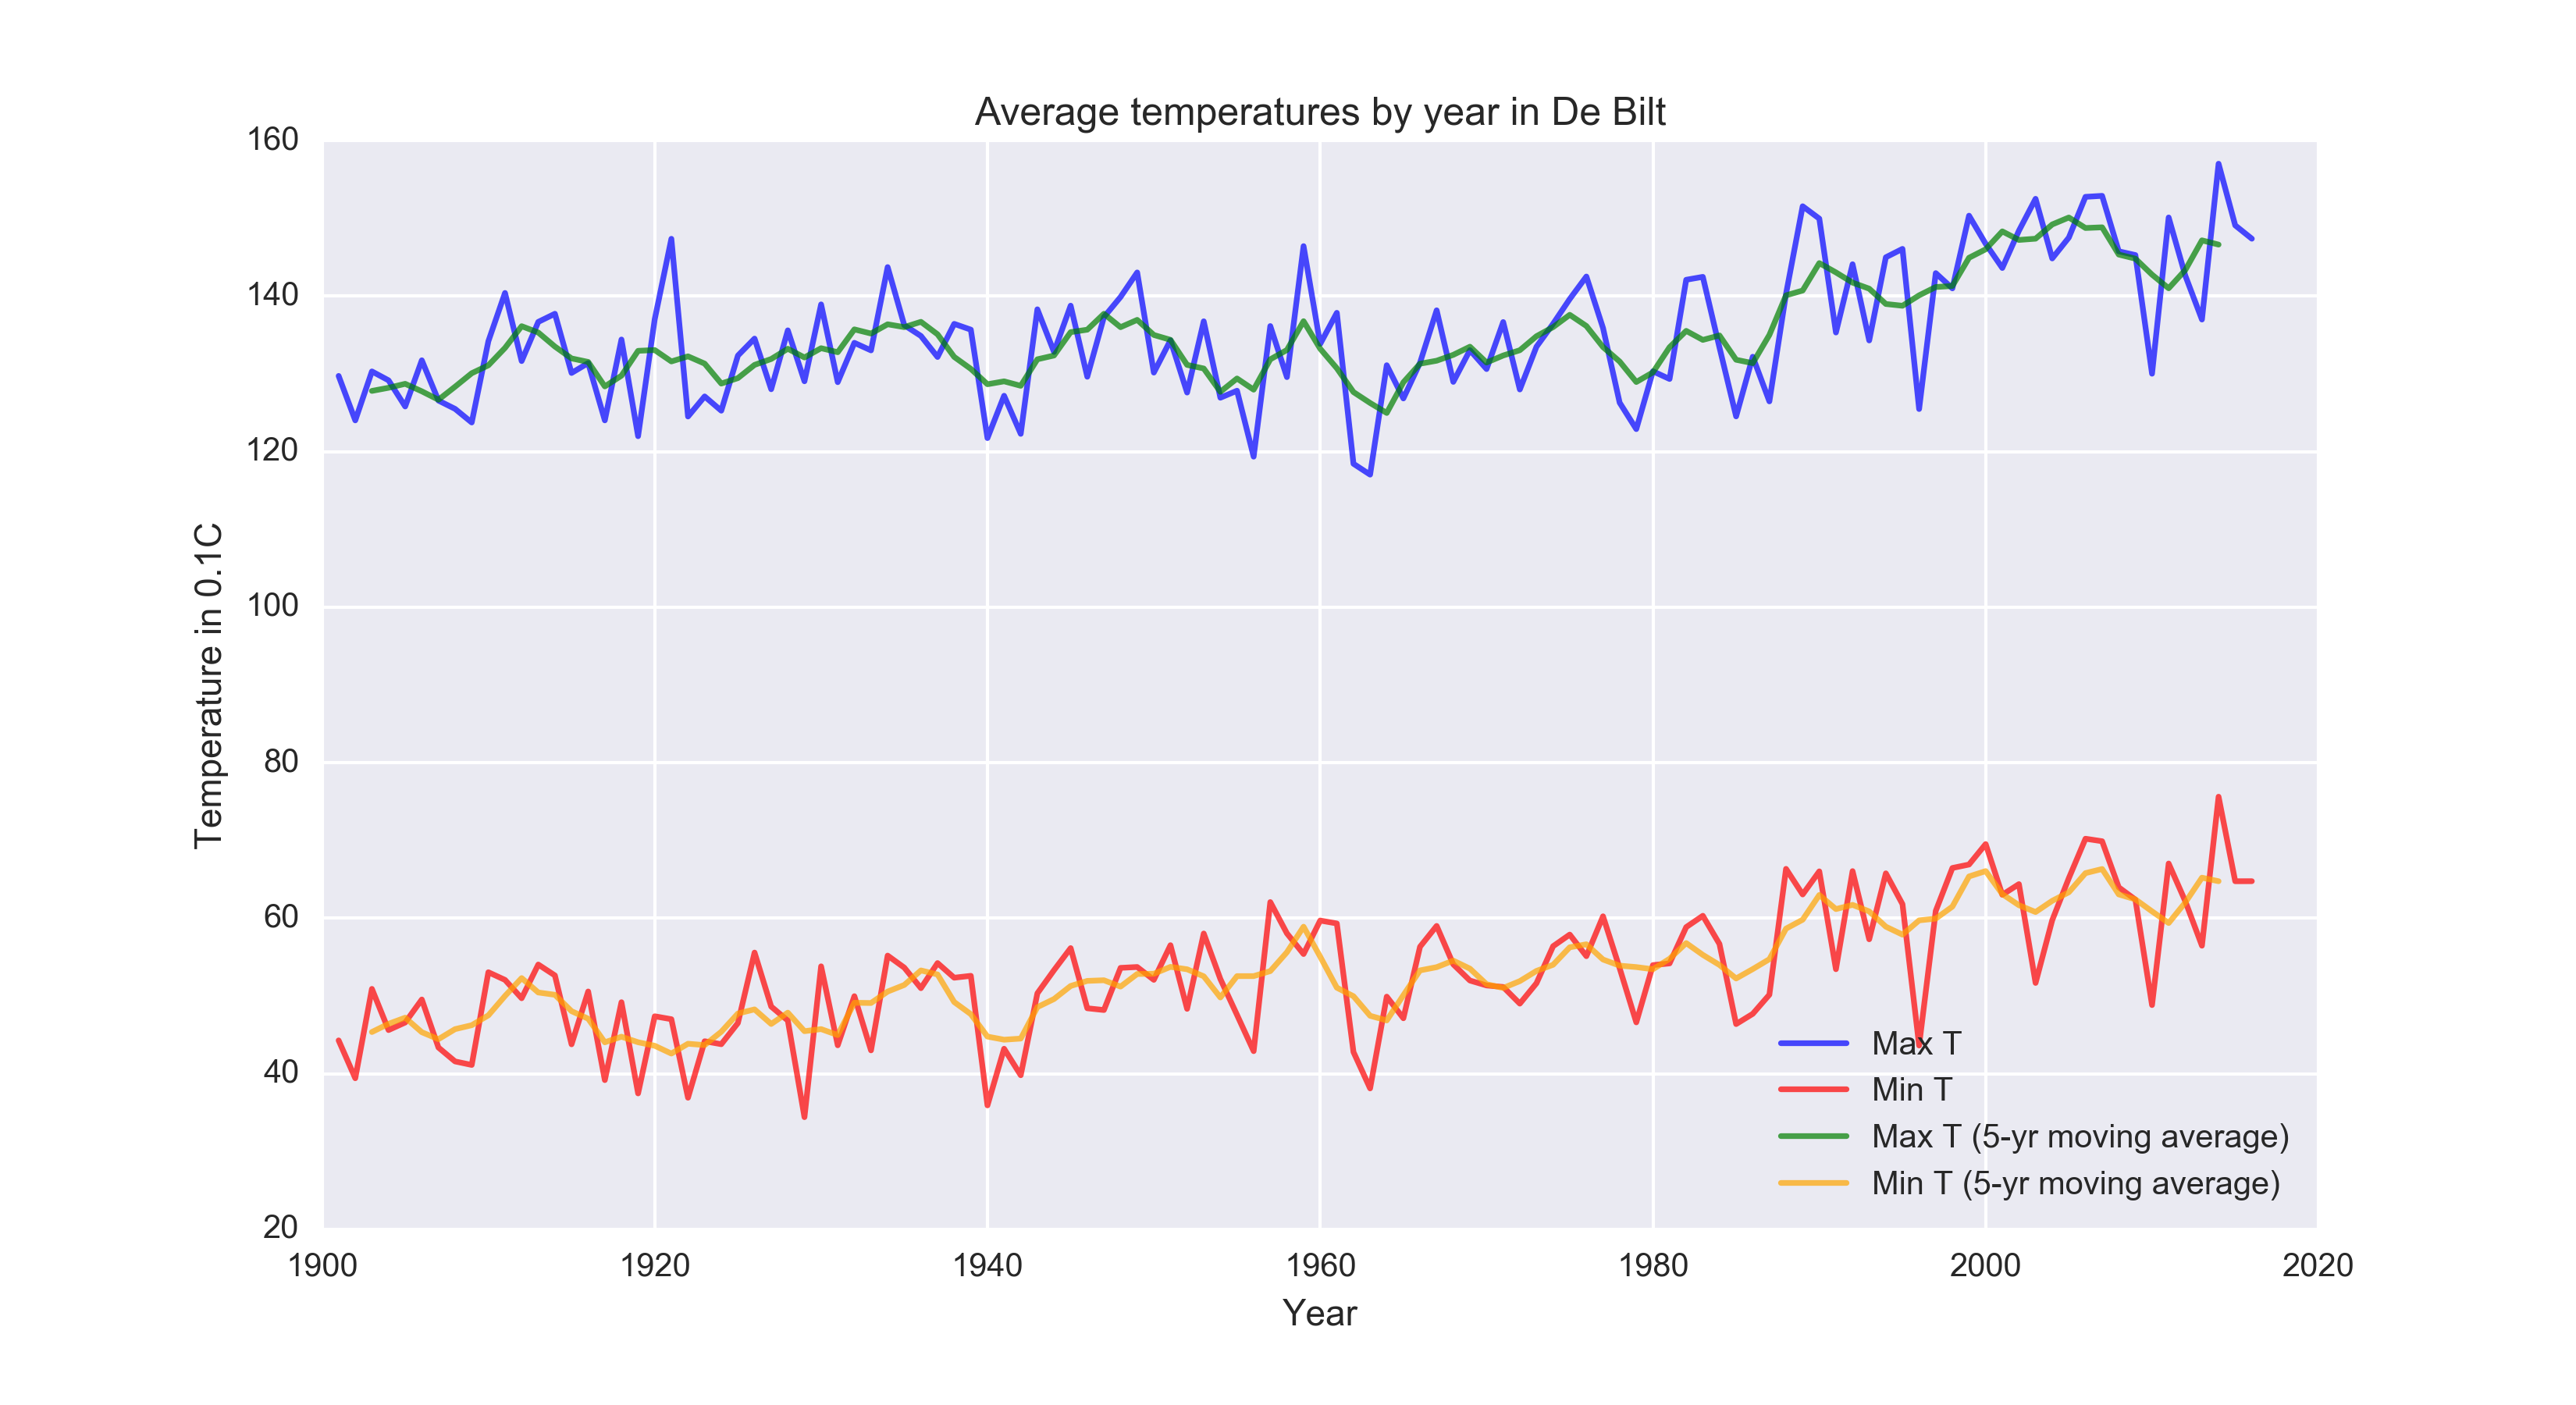 Average temperatures by year in De Bilt
160
140
120
100
80
60
40
20
Temperature in 0.1C
Max T
Min T
Max T (5-yr moving average)
Min T (5-yr moving average)
1900 1920 1940 1960 1980 2000 2020
Year